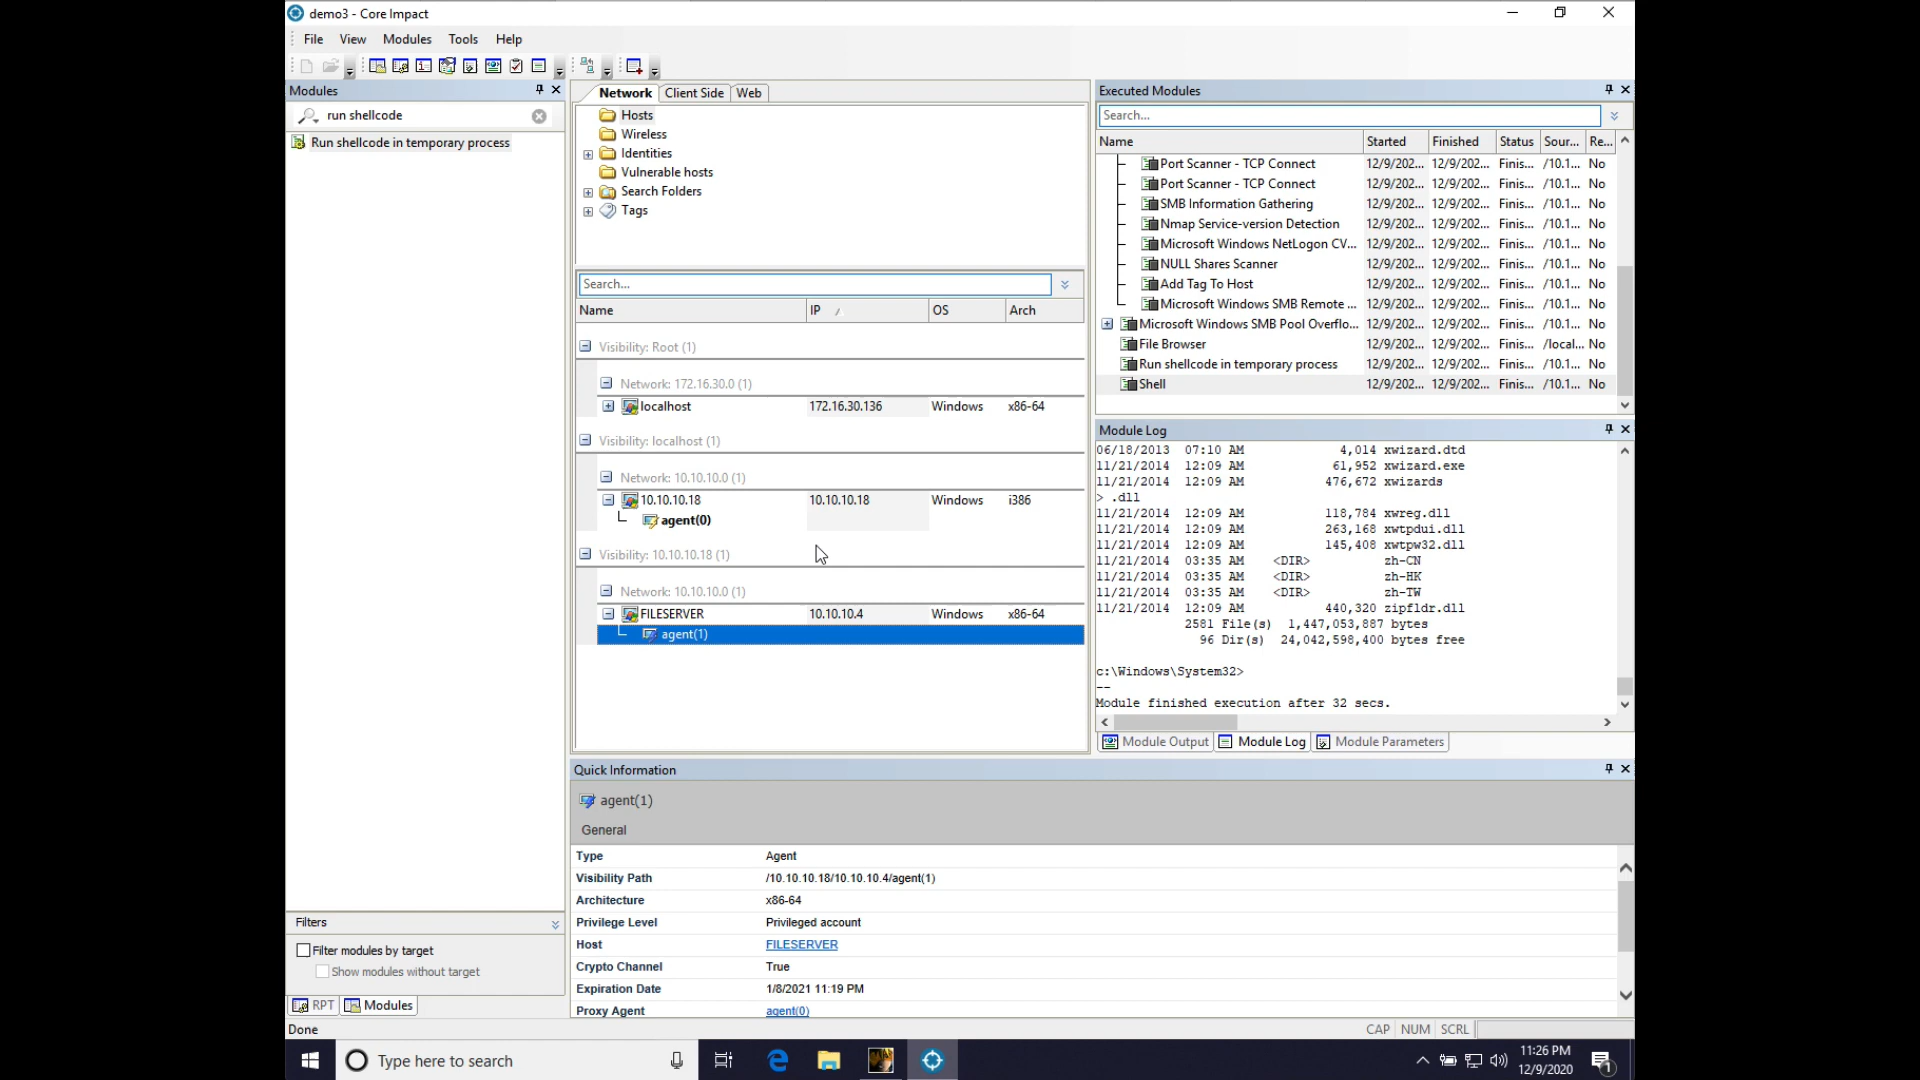 demo3 - Core Impact
File View Modules Tools Help
Modules
run shellcode
Run shellcode in temporary process
Filters
Filter modules by target
Show modules without target
RPT Modules
Done
Network Client Side Web
Hosts
Wireless
Identities
Vulnerable hosts
Search Folders
Tags
Search...
Name IP OS Arch
Visibility: Root (1)
Network: 172.16.30.0 (1)
localhost 172.16.30.136 Windows x86-64
Visibility: localhost (1)
Network: 10.10.10.0 (1)
10.10.10.18 10.10.10.18 Windows i386
agent(0)
Visibility: 10.10.10.18 (1)
Network: 10.10.10.0 (1)
FILESERVER 10.10.10.4 Windows x86-64
agent(1)
Executed Modules
Search...
Name Started Finished Status Sour... Re...
Port Scanner - TCP Connect 12/9/202... 12/9/202... Finis... /10.1... No
Port Scanner - TCP Connect 12/9/202... 12/9/202... Finis... /10.1... No
SMB Information Gathering 12/9/202... 12/9/202... Finis... /10.1... No
Nmap Service-version Detection 12/9/202... 12/9/202... Finis... /10.1... No
Microsoft Windows NetLogon CV... 12/9/202... 12/9/202... Finis... /10.1... No
NULL Shares Scanner 12/9/202... 12/9/202... Finis... /10.1... No
Add Tag To Host 12/9/202... 12/9/202... Finis... /10.1... No
Microsoft Windows SMB Remote ... 12/9/202... 12/9/202... Finis... /10.1... No
Microsoft Windows SMB Pool Overflo... 12/9/202... 12/9/202... Finis... /10.1... No
File Browser 12/9/202... 12/9/202... Finis... /local... No
Run shellcode in temporary process 12/9/202... 12/9/202... Finis... /10.1... No
Shell 12/9/202... 12/9/202... Finis... /10.1... No
Module Log
06/18/2013 07:10 AM 4,014 xwizard.dtd
11/21/2014 12:09 AM 61,952 xwizard.exe
11/21/2014 12:09 AM 476,672 xwizards
> .dll
11/21/2014 12:09 AM 118,784 xwreg.dll
11/21/2014 12:09 AM 263,168 xwtpdui.dll
11/21/2014 12:09 AM 145,408 xwtpw32.dll
11/21/2014 03:35 AM <DIR> zh-CN
11/21/2014 03:35 AM <DIR> zh-HK
11/21/2014 03:35 AM <DIR> zh-TW
11/21/2014 12:09 AM 440,320 zipfldr.dll
2581 File(s) 1,447,053,887 bytes
96 Dir(s) 24,042,598,400 bytes free
c:\Windows\System32>
--
Module finished execution after 32 secs.
Module Output Module Log Module Parameters
Quick Information
agent(1)
General
Type Agent
Visibility Path /10.10.10.18/10.10.10.4/agent(1)
Architecture x86-64
Privilege Level Privileged account
Host FILESERVER
Crypto Channel True
Expiration Date 1/8/2021 11:19 PM
Proxy Agent agent(0)
CAP NUM SCRL
Type here to search
11:26 PM
12/9/2020
1